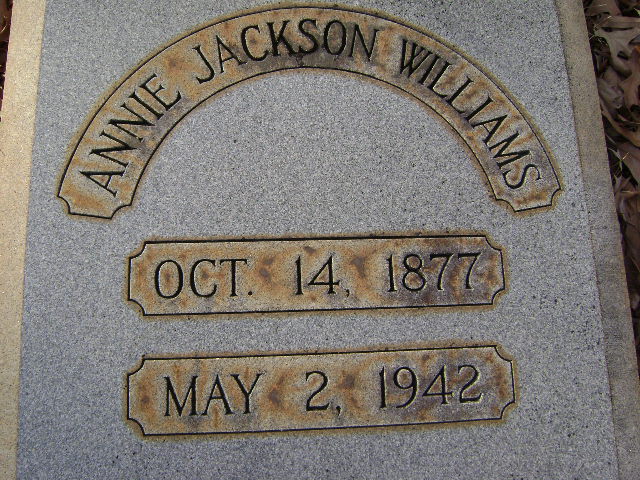 ANNIE JACKSON WILLIAMS
OCT. 14, 1877
MAY 2, 1942